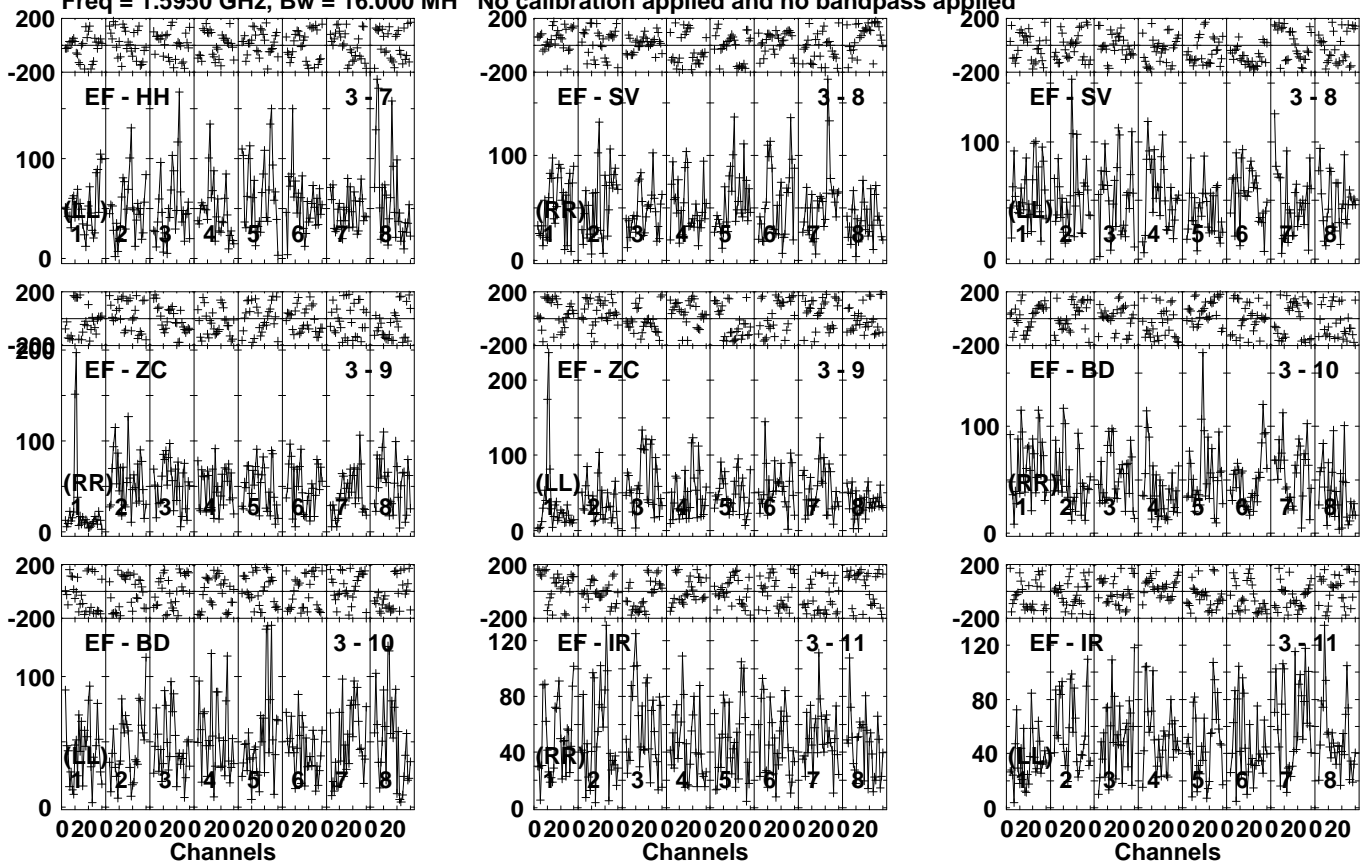 Freq = 1.5950 GHz, Bw = 16.000 MH No calibration applied and no bandpass applied
200 200 200
-200 -200 -200
EF - HH 3 - 7 EF - SV 3 - 8 EF - SV 3 - 8
100 100 100
(LL) (RR) (LL)
1 2 3 4 5 6 7 8 1 2 3 4 5 6 7 8 1 2 3 4 5 6 7 8
0 0 0
200 200 200
-200 -200 -200
200
EF - ZC 3 - 9 EF - ZC 3 - 9 EF - BD 3 - 10
200
100 100 100
(RR) (LL) (RR)
1 2 3 4 5 6 7 8 1 2 3 4 5 6 7 8 1 2 3 4 5 6 7 8
0 0 0
200 200 200
-200 -200 -200
EF - BD 3 - 10 EF - IR 3 - 11 EF - IR 3 - 11
120 120
100
80 80
(LL) (RR) (LL)
40 40
1 2 3 4 5 6 7 8 1 2 3 4 5 6 7 8 1 2 3 4 5 6 7 8
0 0 0
0 20 0 20 0 20 0 20 0 20 0 20 0 20 0 20 0 20 0 20 0 20 0 20 0 20 0 20 0 20 0 20 0 20 0 20 0 20 0 20 0 20 0 20 0 20 0 20
Channels Channels Channels